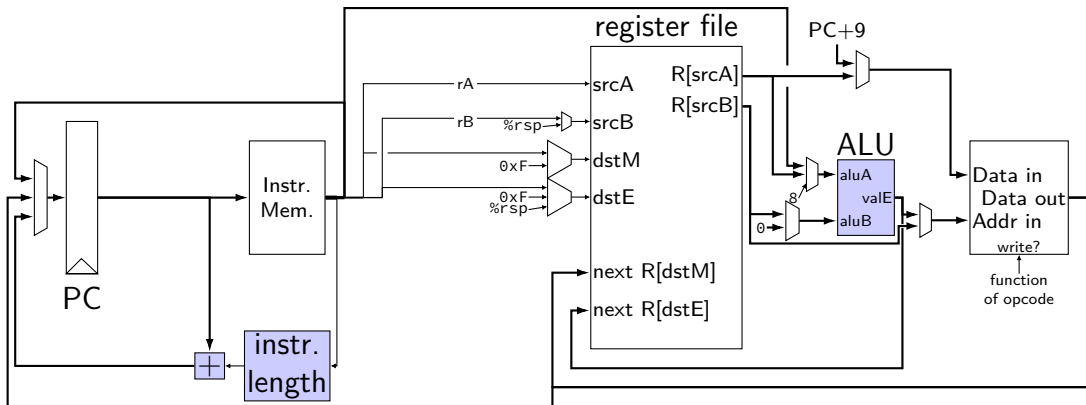 register file
PC+9
rA
srcA
R[srcA]
R[srcB]
rB
%rsp
srcB
ALU
Instr.
Mem.
0xF
dstM
aluA
Data in
0xF
%rsp
dstE
8
valE
Data out
0
aluB
Addr in
write?
function
of opcode
PC
next R[dstM]
next R[dstE]
+
instr.
length